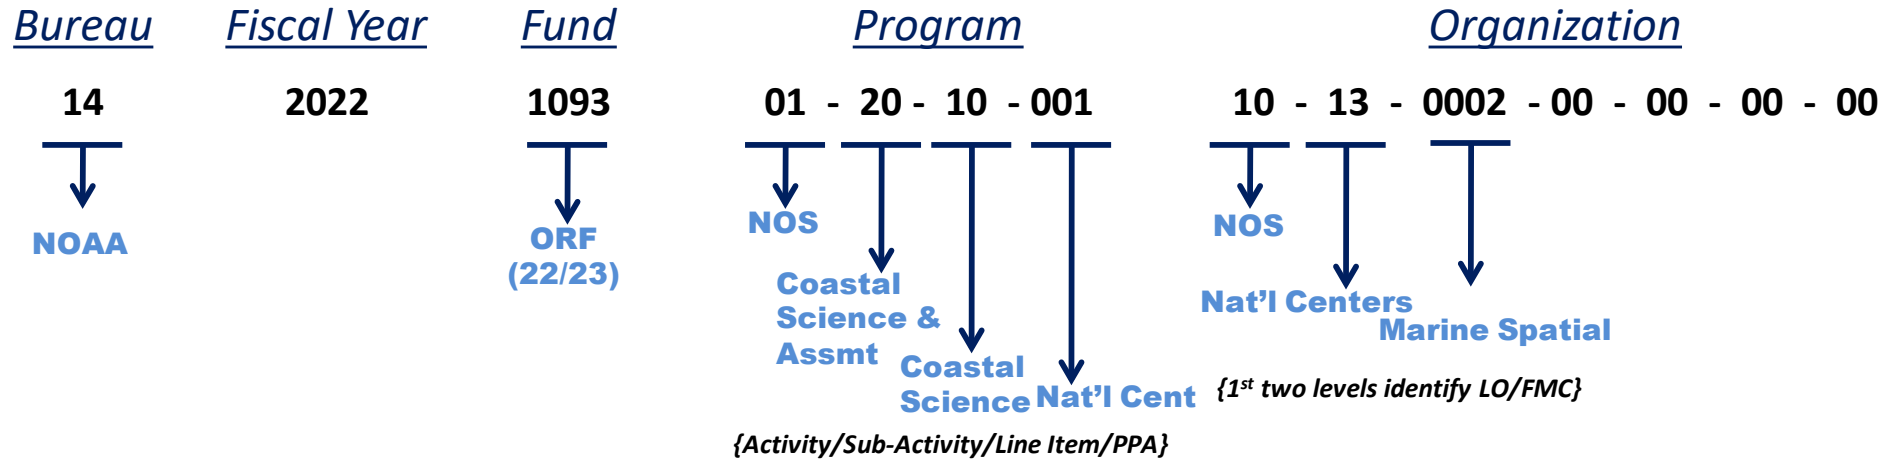 Bureau Fiscal Year Fund Program Organization
14 2022 1093 01 - 20 - 10 - 001 10 - 13 - 0002 - 00 - 00 - 00 - 00
NOAA
ORF
(22/23)
NOS
Coastal
Science &
Assmt
Coastal
Science
Nat'l Cent
{Activity/Sub-Activity/Line Item/PPA}
NOS
Nat'l Centers
Marine Spatial
{1st two levels identify LO/FMC}